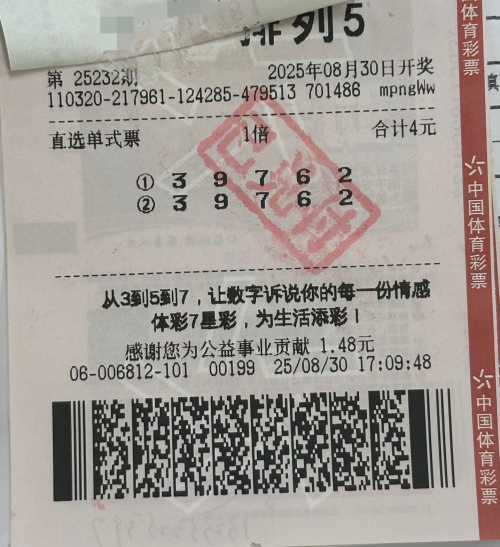 排列5
第 25232期 2025年08月30日开奖
110320-217961-124285-479513 701486 mpngWw
直选单式票 1倍 合计4元
① 3 9 7 6 2
② 3 9 7 6 2
已兑付
从3到5到7，让数字诉说你的每一份情感
体彩7星彩，为生活添彩！
感谢您为公益事业贡献 1.48元
06-006812-101 00199 25/08/30 17:09:48
中国体育彩票
中国体育彩票
中国体育彩票